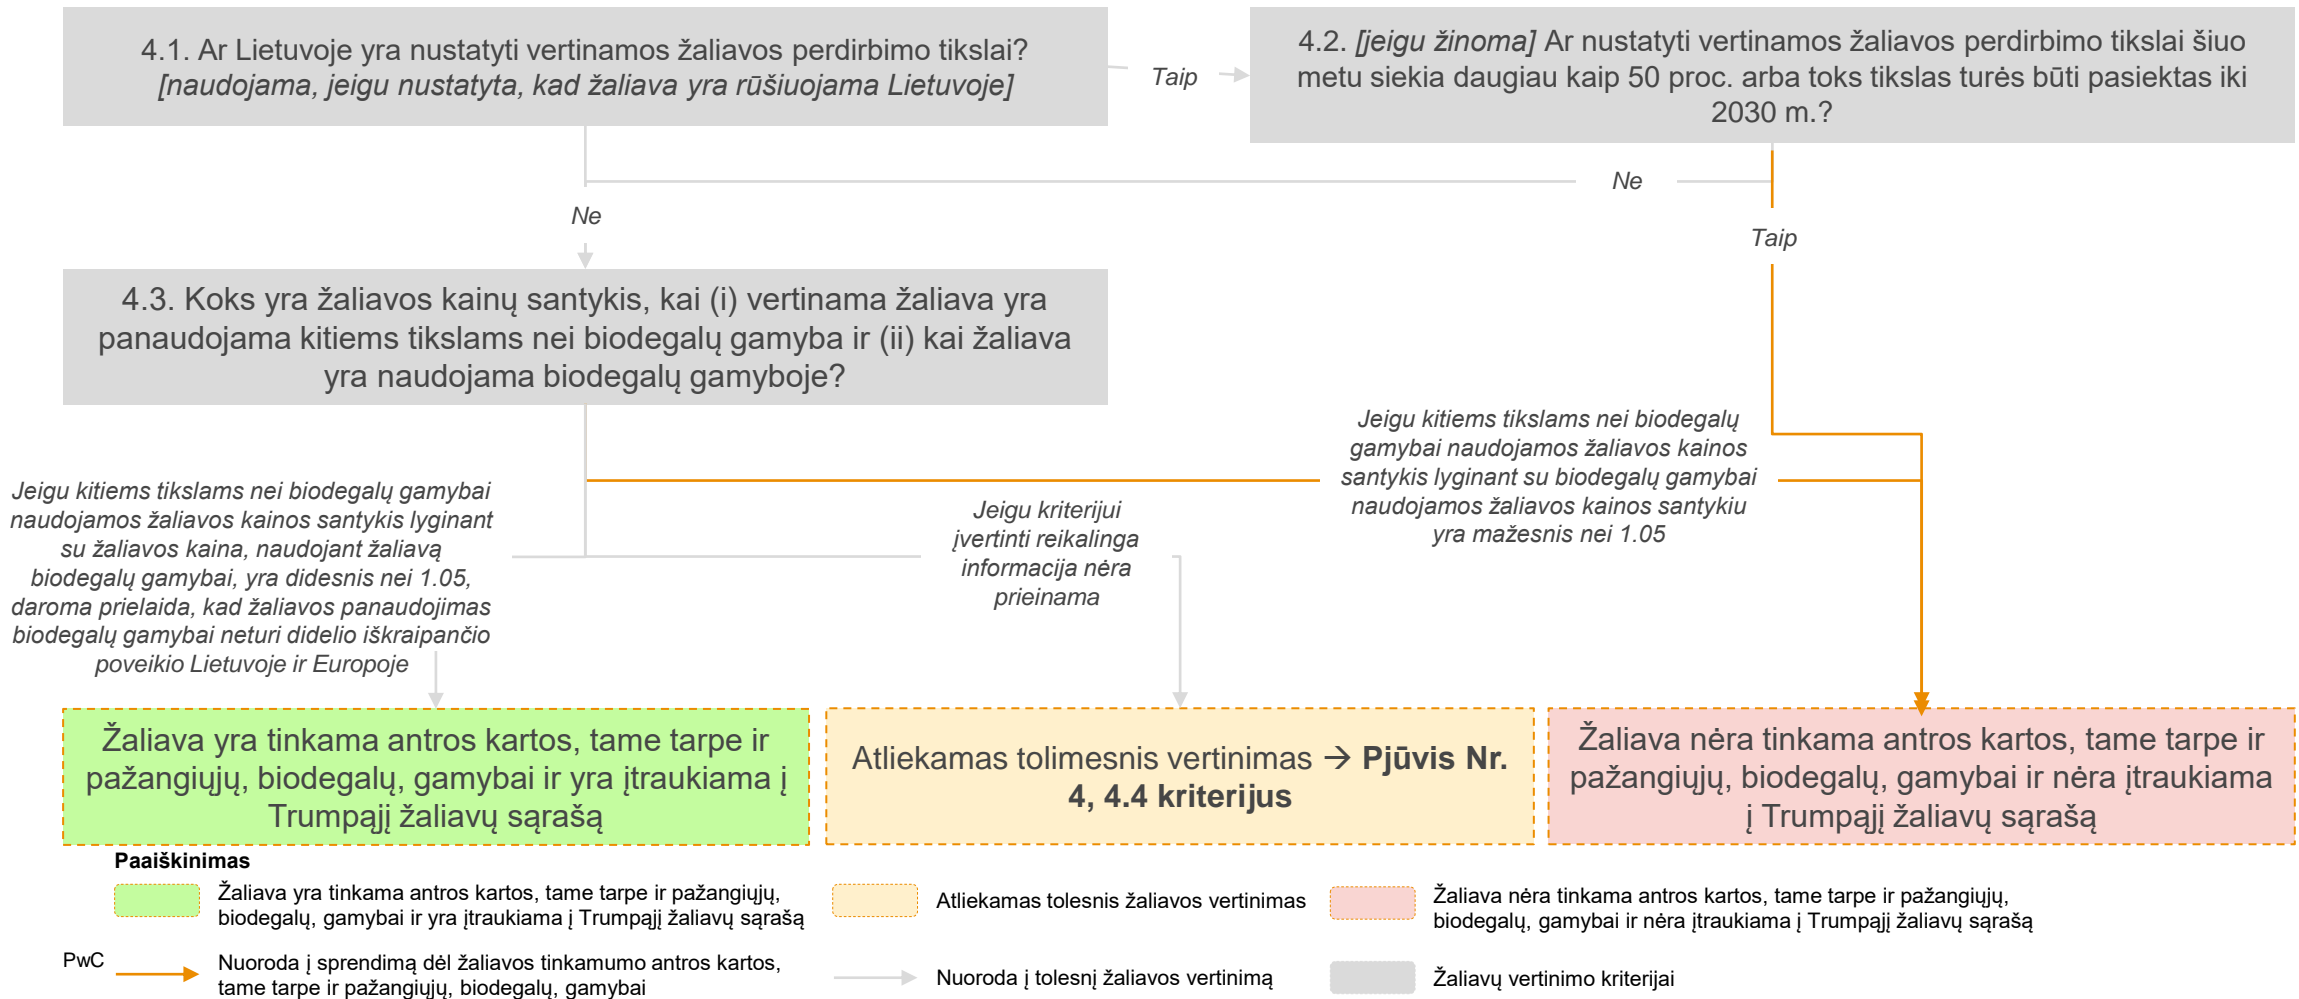 4.1. Ar Lietuvoje yra nustatyti vertinamos žaliavos perdirbimo tikslai?
[naudojama, jeigu nustatyta, kad žaliava yra rūšiuojama Lietuvoje]
Taip
4.2. [jeigu žinoma] Ar nustatyti vertinamos žaliavos perdirbimo tikslai šiuo
metu siekia daugiau kaip 50 proc. arba toks tikslas turės būti pasiektas iki
2030 m.?
Ne
Ne
Taip
4.3. Koks yra žaliavos kainų santykis, kai (i) vertinama žaliava yra
panaudojama kitiems tikslams nei biodegalų gamyba ir (ii) kai žaliava
yra naudojama biodegalų gamyboje?
Jeigu kitiems tikslams nei biodegalų
gamybai naudojamos žaliavos kainos
santykis lyginant su biodegalų gamybai
naudojamos žaliavos kainos santykiu
yra mažesnis nei 1.05
Jeigu kitiems tikslams nei biodegalų gamybai
naudojamos žaliavos kainos santykis lyginant
su žaliavos kaina, naudojant žaliavą
biodegalų gamybai, yra didesnis nei 1.05,
daroma prielaida, kad žaliavos panaudojimas
biodegalų gamybai neturi didelio iškraipančio
poveikio Lietuvoje ir Europoje
Jeigu kriterijui
įvertinti reikalinga
informacija nėra
prieinama
Žaliava yra tinkama antros kartos, tame tarpe ir
pažangiųjų, biodegalų, gamybai ir yra įtraukiama į
Trumpąjį žaliavų sąrašą
Atliekamas tolimesnis vertinimas → Pjūvis Nr.
4, 4.4 kriterijus
Žaliava nėra tinkama antros kartos, tame tarpe ir
pažangiųjų, biodegalų, gamybai ir nėra įtraukiama
į Trumpąjį žaliavų sąrašą
Paaiškinimas
Žaliava yra tinkama antros kartos, tame tarpe ir pažangiųjų,
biodegalų, gamybai ir yra įtraukiama į Trumpąjį žaliavų sąrašą
Atliekamas tolesnis žaliavos vertinimas
Žaliava nėra tinkama antros kartos, tame tarpe ir pažangiųjų,
biodegalų, gamybai ir nėra įtraukiama į Trumpąjį žaliavų sąrašą
PwC
Nuoroda į sprendimą dėl žaliavos tinkamumo antros kartos,
tame tarpe ir pažangiųjų, biodegalų, gamybai
Nuoroda į tolesnį žaliavos vertinimą
Žaliavų vertinimo kriterijai